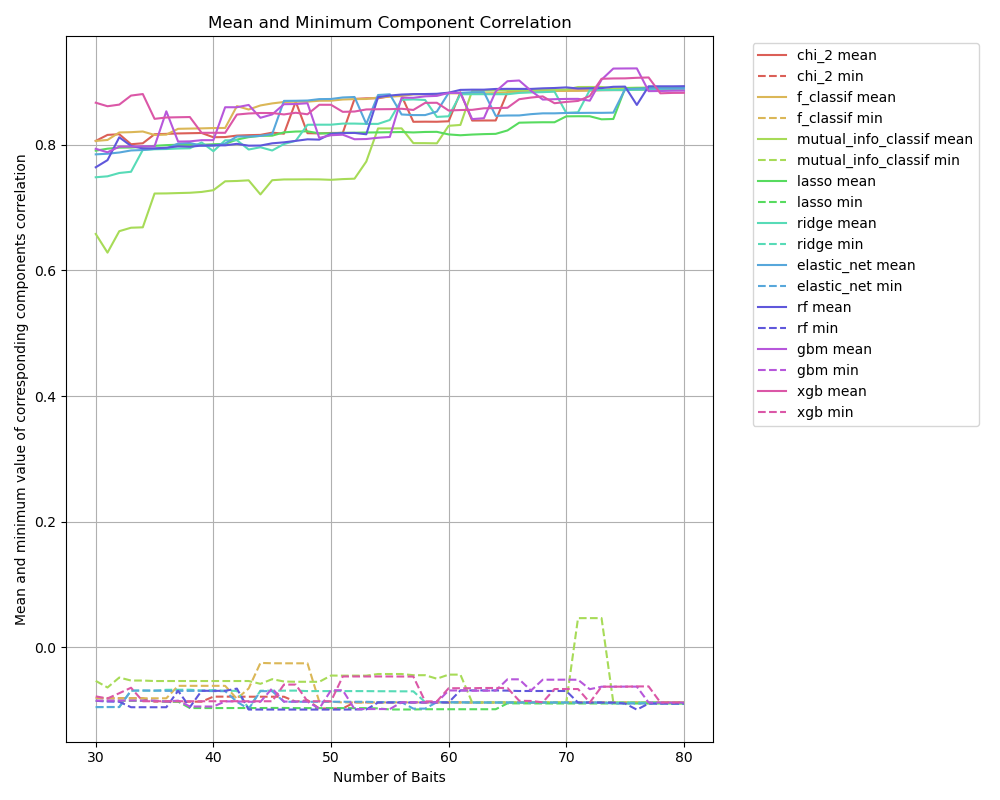 Mean and Minimum Component Correlation
Mean and minimum value of corresponding components correlation
0.8
0.6
0.4
0.2
0.0
30
40
50
60
70
80
Number of Baits
chi_2 mean
chi_2 min
f_classif mean
f_classif min
mutual_info_classif mean
mutual_info_classif min
lasso mean
lasso min
ridge mean
ridge min
elastic_net mean
elastic_net min
rf mean
rf min
gbm mean
gbm min
xgb mean
xgb min